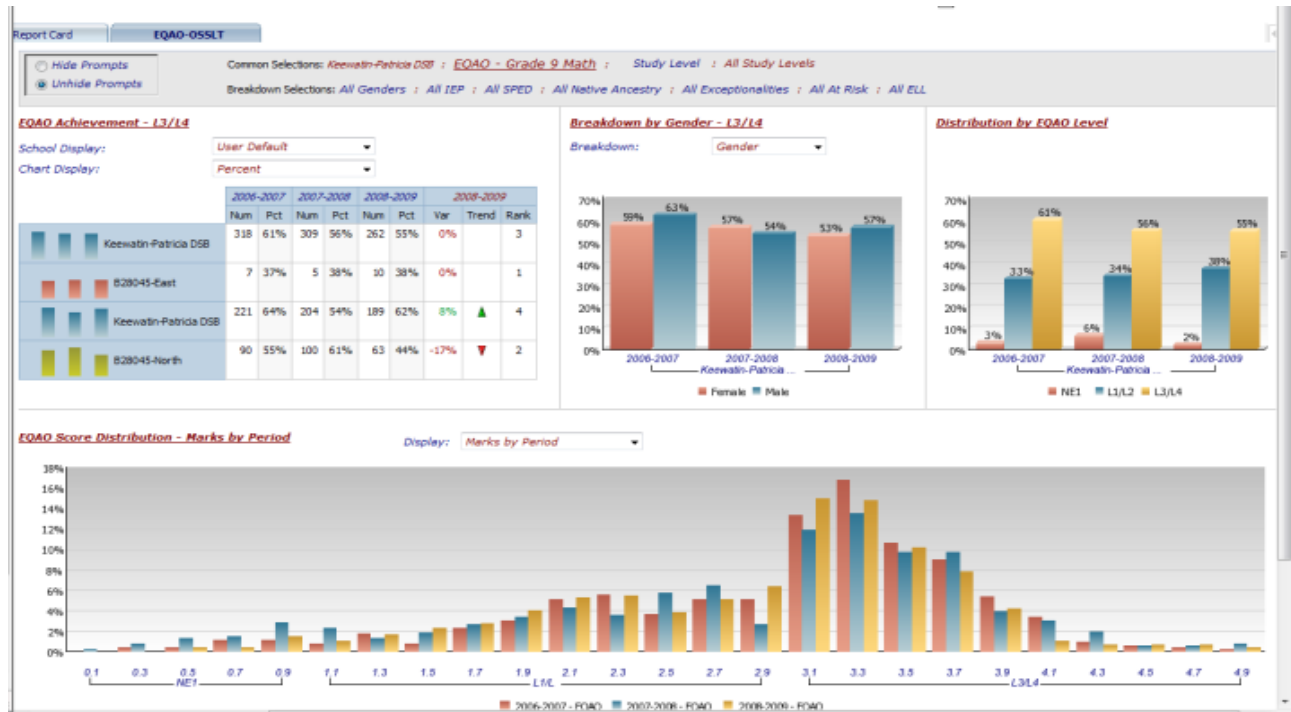 Report Card EQAO-OSSLT
Hide Prompts
Unhide Prompts
Common Selections: Keewatin-Patricia DSB : EQAO - Grade 9 Math : Study Level : All Study Levels
Breakdown Selections: All Genders : All IEP : All SPED : All Native Ancestry : All Exceptionalities : All At Risk : All ELL
EQAO Achievement - L3/L4
School Display: User Default
Chart Display: Percent
2006-2007 2007-2008 2008-2009 2008-2009
Num Pct Num Pct Num Pct Var Trend Rank
Keewatin-Patricia DSB 318 61% 309 56% 262 55% 0% 3
B28045-East 7 37% 5 38% 10 38% 0% 1
Keewatin-Patricia DSB 221 64% 204 54% 189 62% 8% 4
B28045-North 90 55% 100 61% 63 44% -17% 2
Breakdown by Gender - L3/L4
Breakdown: Gender
70%
60%
50%
40%
30%
20%
10%
0%
59% 63% 57% 54% 53% 57%
2006-2007 2007-2008 2008-2009
Keewatin-Patricia ...
Female Male
Distribution by EQAO Level
70%
60%
50%
40%
30%
20%
10%
0%
3% 33% 61% 6% 34% 56% 2% 38% 55%
2006-2007 2007-2008 2008-2009
Keewatin-Patricia ...
NE1 L1/L2 L3/L4
EQAO Score Distribution - Marks by Period
Display: Marks by Period
18%
16%
14%
12%
10%
8%
6%
4%
2%
0%
0.1 0.3 0.5 0.7 0.9 1.1 1.3 1.5 1.7 1.9 2.1 2.3 2.5 2.7 2.9 3.1 3.3 3.5 3.7 3.9 4.1 4.3 4.5 4.7 4.9
NE1 L1/L L3/L4
2006-2007 - EQAO 2007-2008 - EQAO 2008-2009 - EQAO